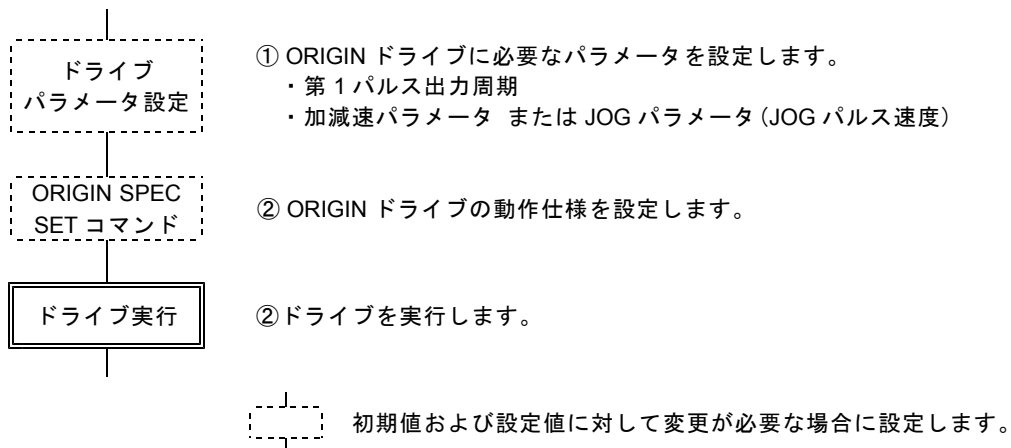 ドライブ
パラメータ設定
① ORIGIN ドライブに必要なパラメータを設定します。
・第1パルス出力周期
・加減速パラメータ または JOG パラメータ(JOG パルス速度)
ORIGIN SPEC
SET コマンド
② ORIGIN ドライブの動作仕様を設定します。
ドライブ実行
②ドライブを実行します。
初期値および設定値に対して変更が必要な場合に設定します。